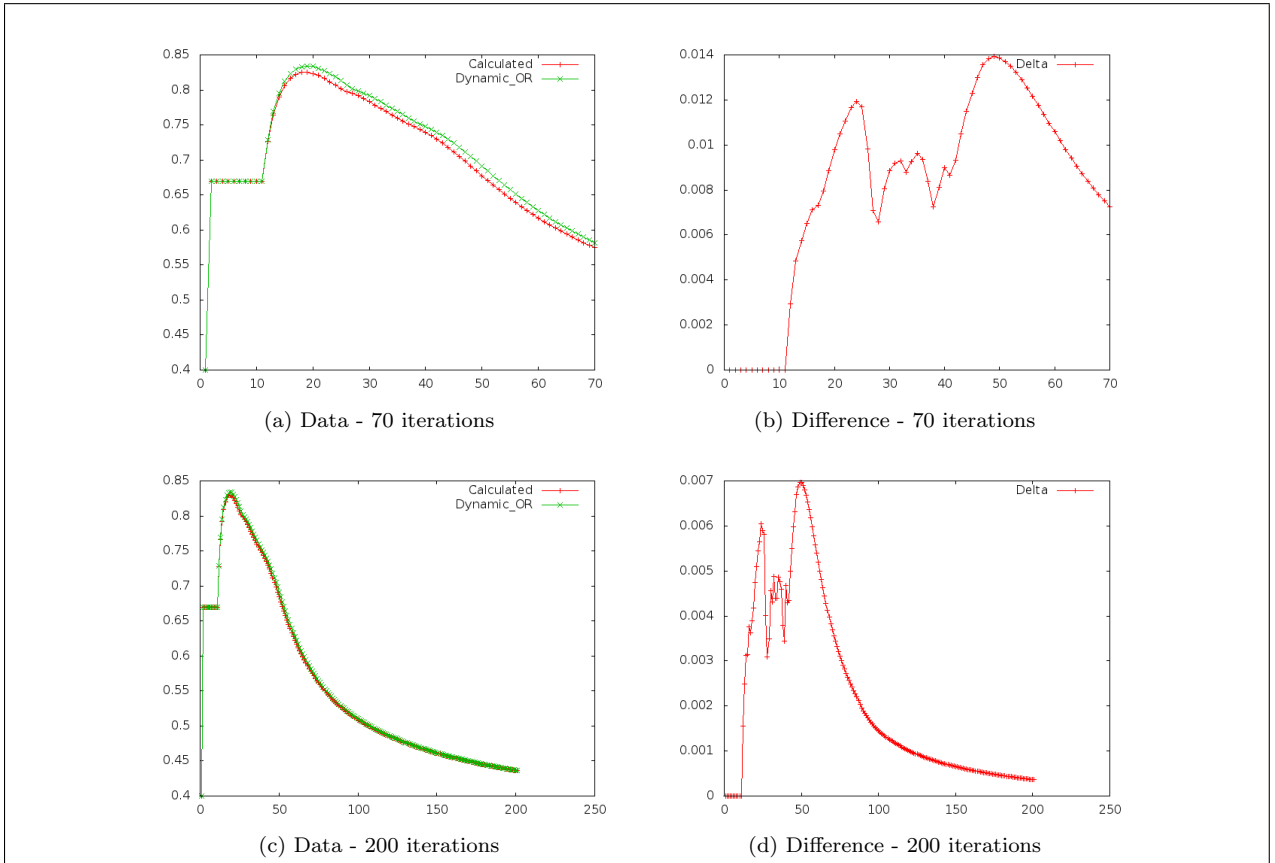 0.85
0.8
0.75
0.7
0.65
0.6
0.55
0.5
0.45
0.4
0 10 20 30 40 50 60 70
Calculated
Dynamic_OR
(a) Data - 70 iterations
0.014
0.012
0.01
0.008
0.006
0.004
0.002
0
0 10 20 30 40 50 60 70
Delta
(b) Difference - 70 iterations
0.85
0.8
0.75
0.7
0.65
0.6
0.55
0.5
0.45
0.4
0 50 100 150 200 250
Calculated
Dynamic_OR
(c) Data - 200 iterations
0.007
0.006
0.005
0.004
0.003
0.002
0.001
0
0 50 100 150 200 250
Delta
(d) Difference - 200 iterations